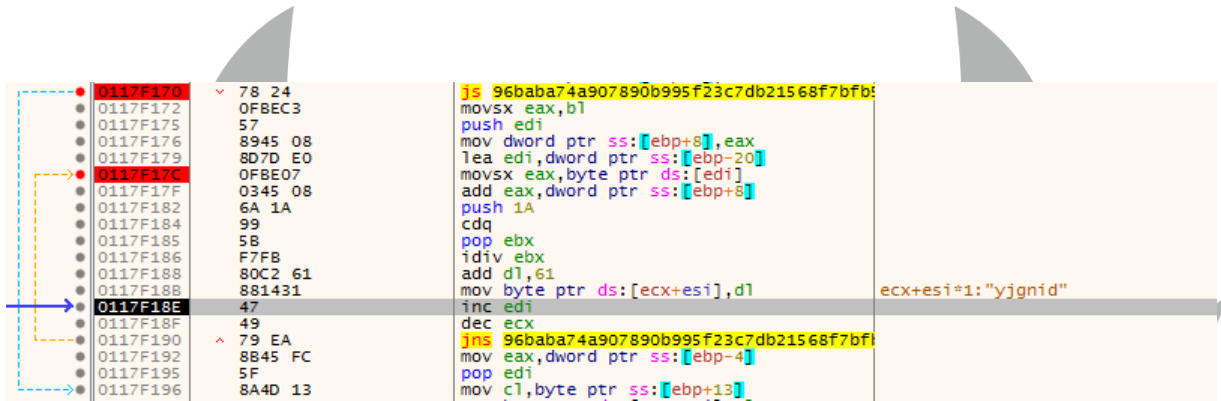 0117F170 78 24 js 96baba74a907890b995f23c7db21568f7bfb5
0117F172 0FBEC3 movsx eax,bl
0117F175 57 push edi
0117F176 8945 08 mov dword ptr ss:[ebp+8],eax
0117F179 8D7D E0 lea edi,dword ptr ss:[ebp-20]
0117F17C 0FBE07 movsx eax,byte ptr ds:[edi]
0117F17F 0345 08 add eax,dword ptr ss:[ebp+8]
0117F182 6A 1A push 1A
0117F184 99 cdq
0117F185 5B pop ebx
0117F186 F7FB idiv ebx
0117F188 80C2 61 add dl,61
0117F18B 881431 mov byte ptr ds:[ecx+esi],dl ecx+esi*1:"yjgnid"
0117F18E 47 inc edi
0117F18F 49 dec ecx
0117F190 79 EA jns 96baba74a907890b995f23c7db21568f7bfb
0117F192 8B45 FC mov eax,dword ptr ss:[ebp-4]
0117F195 5F pop edi
0117F196 8A4D 13 mov cl,byte ptr ss:[ebp+13]